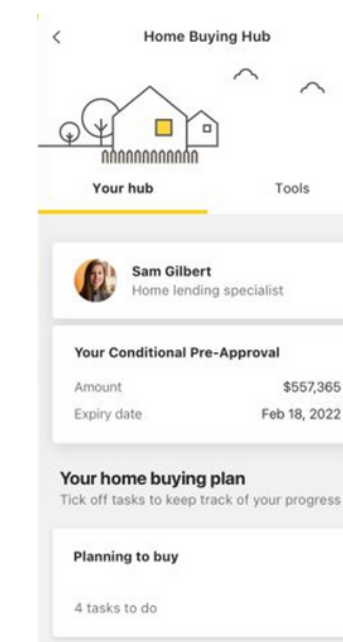 Home Buying Hub
Your hub Tools
Sam Gilbert
Home lending specialist
Your Conditional Pre-Approval
Amount $557,365
Expiry date Feb 18, 2022
Your home buying plan
Tick off tasks to keep track of your progress
Planning to buy
4 tasks to do